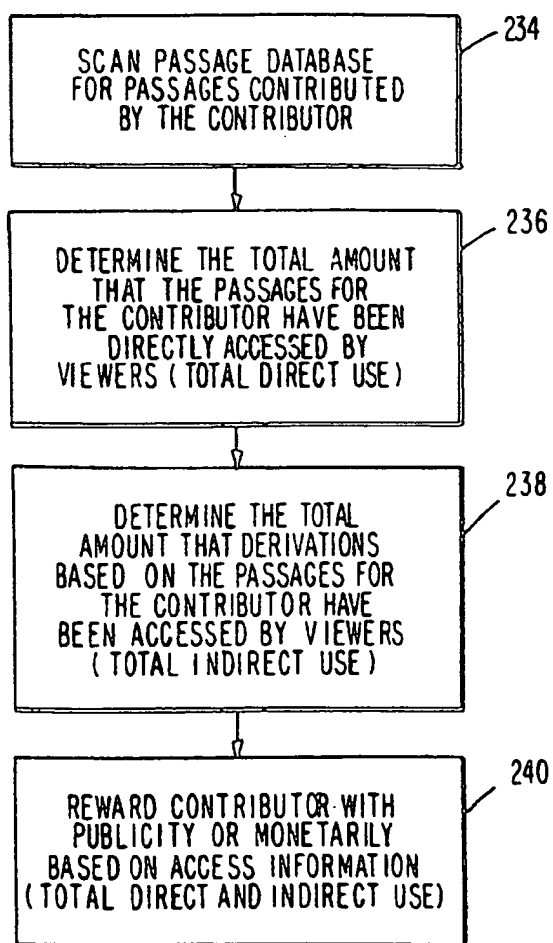 234
SCAN PASSAGE DATABASE
FOR PASSAGES CONTRIBUTED
BY THE CONTRIBUTOR
236
DETERMINE THE TOTAL AMOUNT
THAT THE PASSAGES FOR
THE CONTRIBUTOR HAVE BEEN
DIRECTLY ACCESSED BY
VIEWERS (TOTAL DIRECT USE)
238
DETERMINE THE TOTAL
AMOUNT THAT DERIVATIONS
BASED ON THE PASSAGES FOR
THE CONTRIBUTOR HAVE
BEEN ACCESSED BY VIEWERS
(TOTAL INDIRECT USE)
240
REWARD CONTRIBUTOR WITH
PUBLICITY OR MONETARILY
BASED ON ACCESS INFORMATION
(TOTAL DIRECT AND INDIRECT USE)